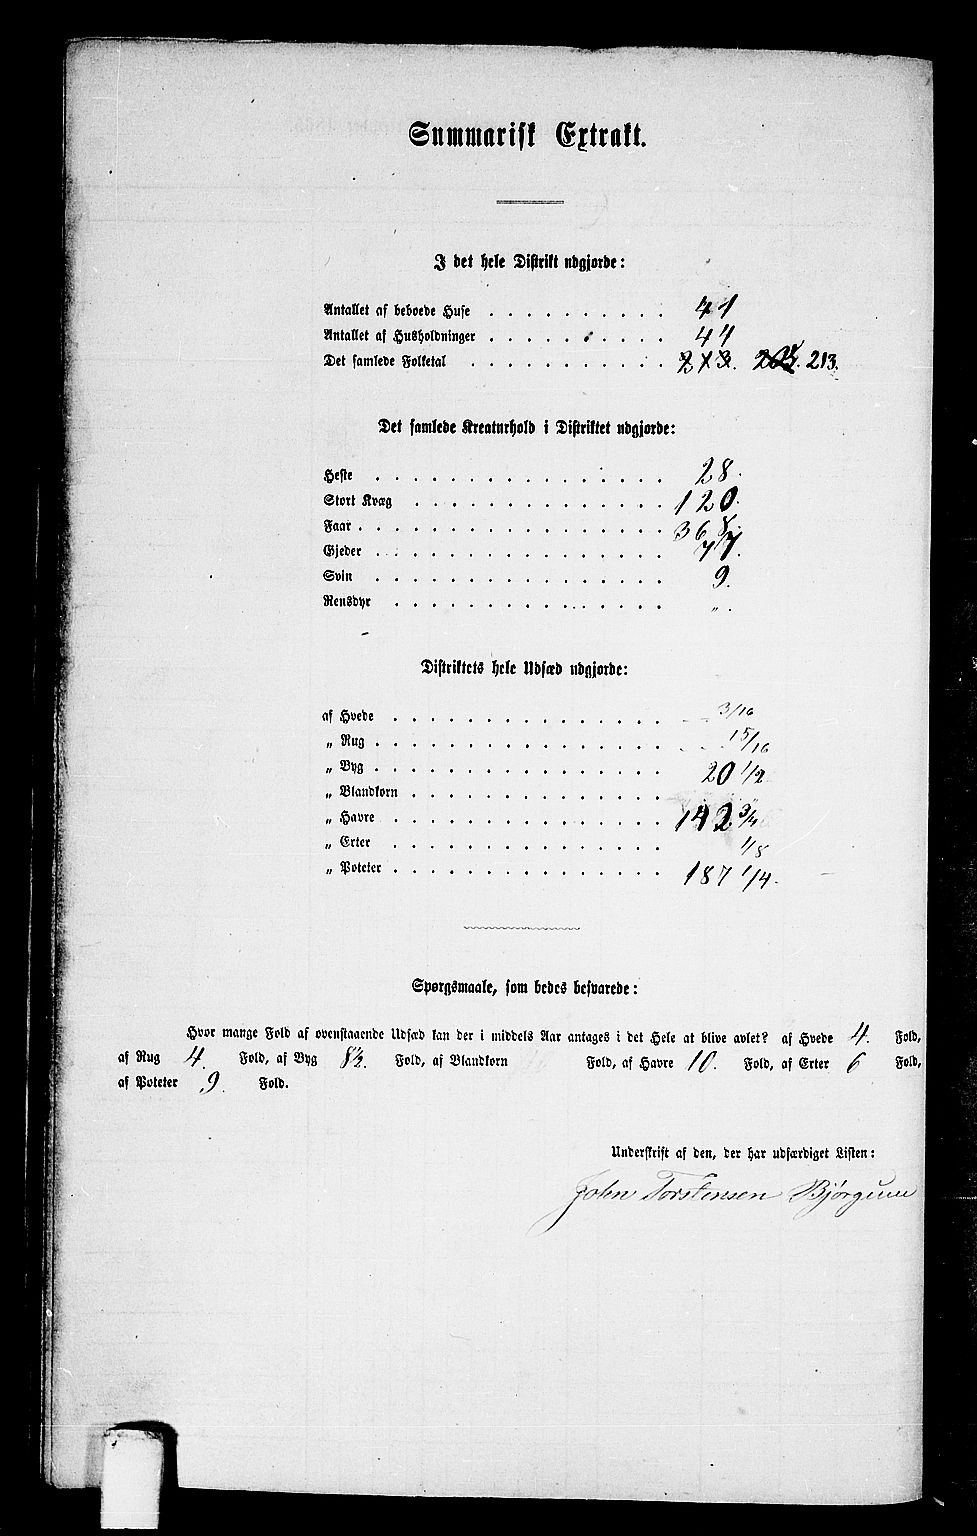 Summarisk Extrakt.
I det hele Distrikt udgjorde:
Antallet af beboede Huse . . . . . . . . . . 41
Antallet af Husholdninger . . . . . . . . . . 44
Det samlede Folketal . . . . . . . . . . . 213. 205. 213.
Det samlede Kreaturhold i Distriktet udgjorde:
Heste . . . . . . . . . . . . . . . . 28.
Stort Kvæg . . . . . . . . . . . . . . 120.
Faar . . . . . . . . . . . . . . . . . 368.
Gjeder . . . . . . . . . . . . . . . . 77.
Svin . . . . . . . . . . . . . . . . 9.
Rensdyr . . . . . . . . . . . . . . . „.
Distriktets hele Udsæd udgjorde:
af Hvede . . . . . . . . . . . . . . . 3/16
„ Rug . . . . . . . . . . . . . . . . 15/16
„ Byg . . . . . . . . . . . . . . . . 20 1/2
„ Blandkorn . . . . . . . . . . . . . . „
„ Havre . . . . . . . . . . . . . . . 142 3/4
„ Erter . . . . . . . . . . . . . . . 1/8
„ Poteter . . . . . . . . . . . . . . . 187 1/4.
Spørgsmaale, som bedes besvarede:
Hvor mange Fold af ovenstaaende Udsæd kan der i middels Aar antages i det Hele at blive avlet? af Hvede 4. Fold,
af Rug 4. Fold, af Byg 8 1/2. Fold, af Blandkorn Fold, af Havre 10. Fold, af Erter 6 Fold,
af Poteter 9. Fold.
Underskrift af den, der har udfærdiget Listen:
John Torstensen Bjørgum